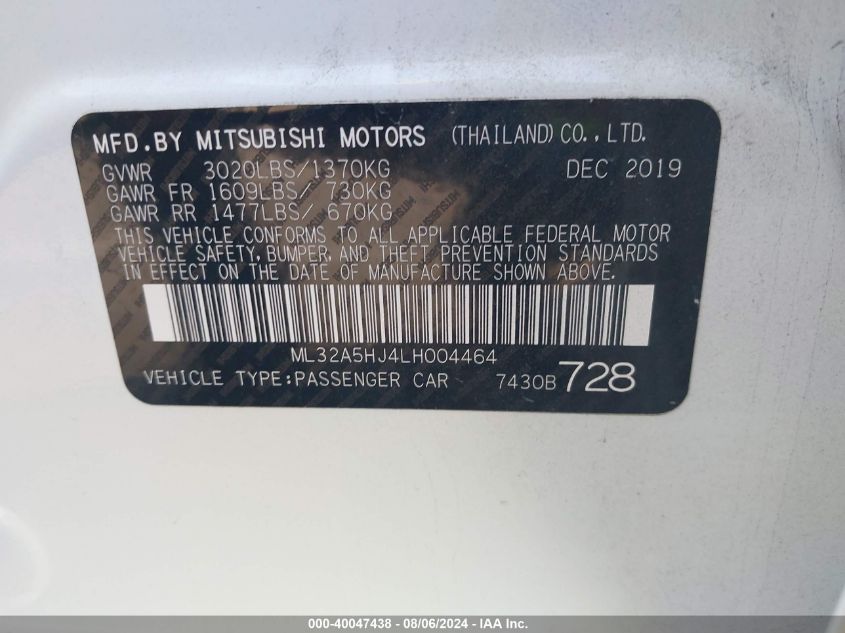 MFD.BY MITSUBISHI MOTORS (THAILAND) CO., LTD.
GVWR 3020LBS/1370KG DEC 2019
GAWR FR 1609LBS/ 730KG
GAWR RR 1477LBS/ 670KG
THIS VEHICLE CONFORMS TO ALL APPLICABLE FEDERAL MOTOR
VEHICLE SAFETY, BUMPER, AND THEFT PREVENTION STANDARDS
IN EFFECT ON THE DATE OF MANUFACTURE SHOWN ABOVE.
ML32A5HJ4LH004464
VEHICLE TYPE:PASSENGER CAR 7430B 728
000-40047438 - 08/06/2024 - IAA Inc.